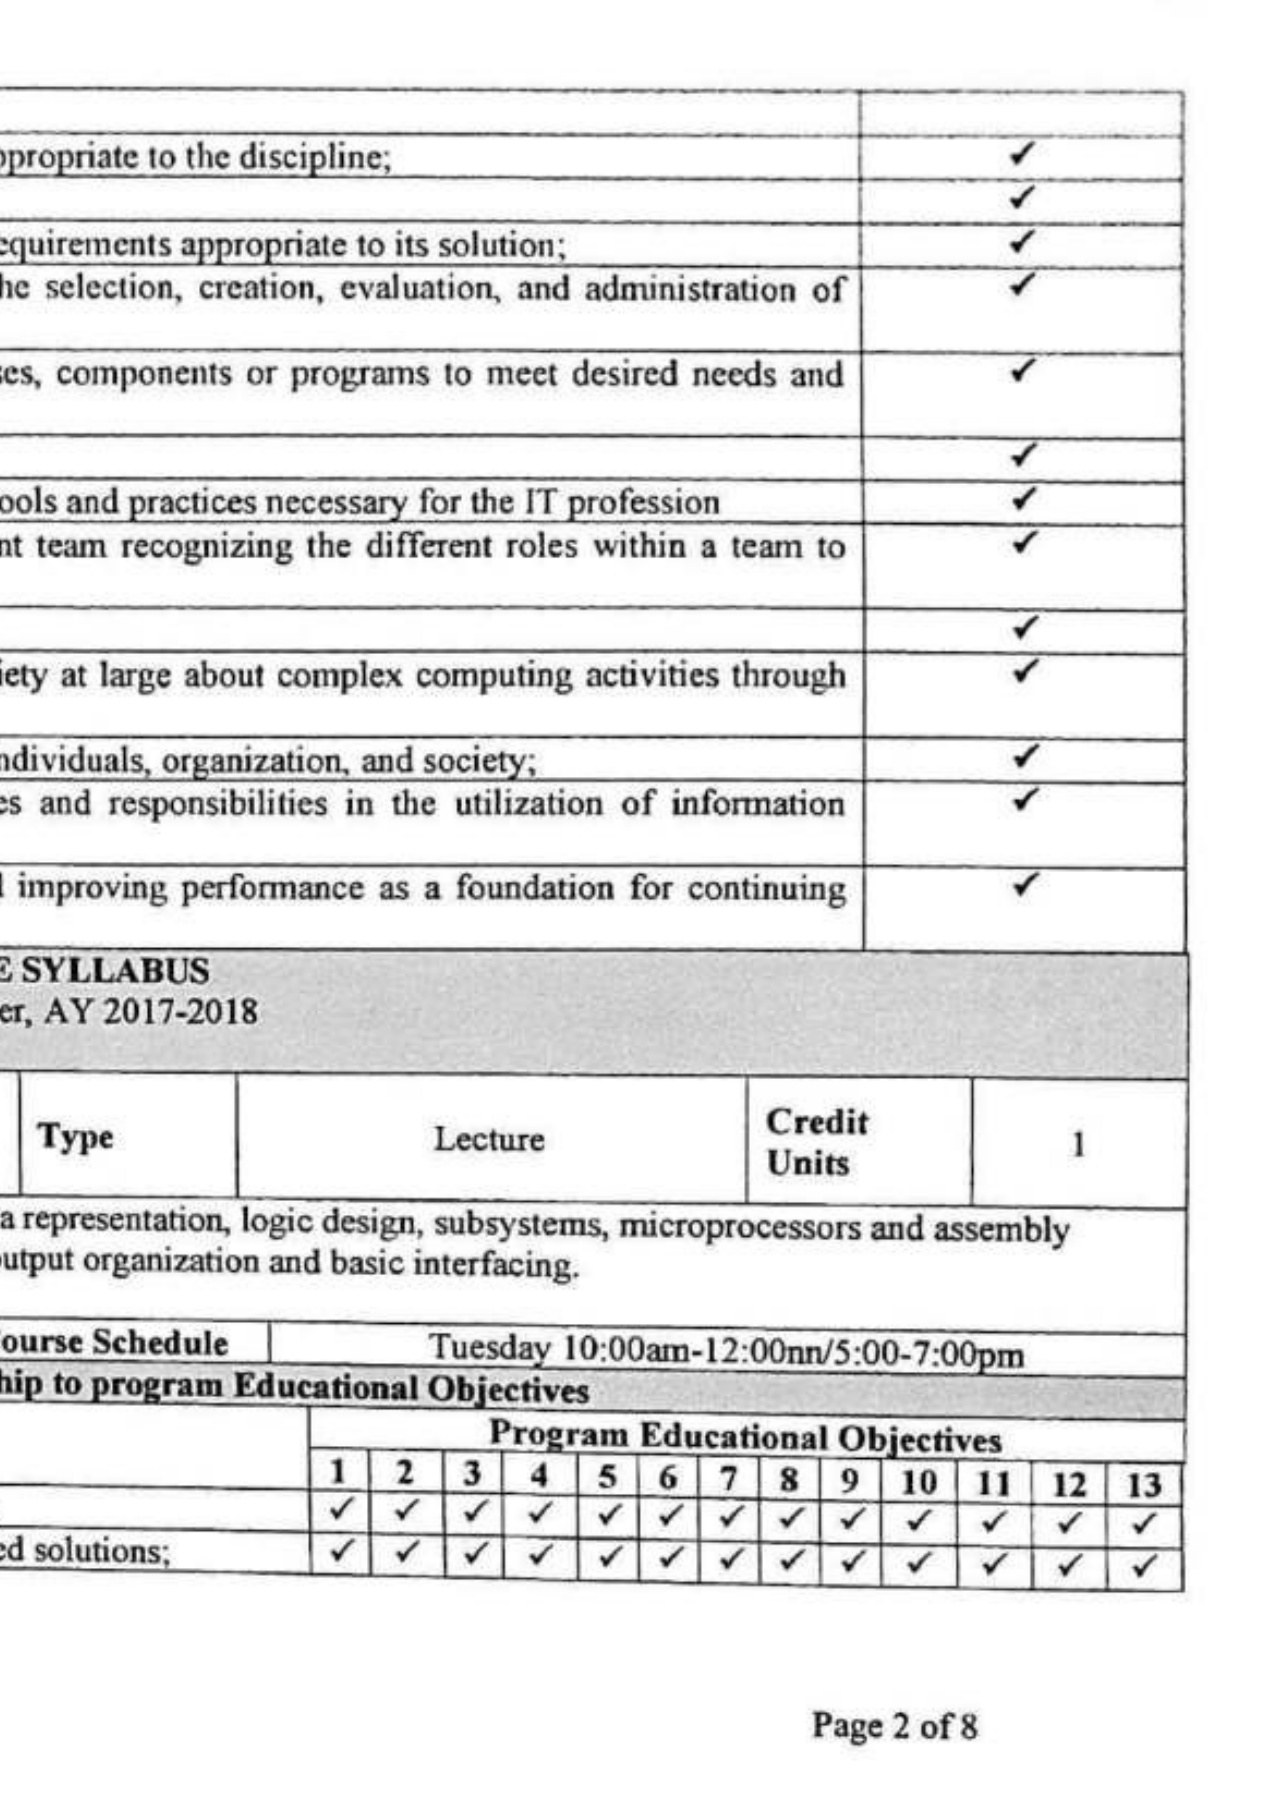 ppropriate to the discipline; ✓
✓
equirements appropriate to its solution; ✓
he selection, creation, evaluation, and administration of ✓
ses, components or programs to meet desired needs and ✓
✓
ools and practices necessary for the IT profession ✓
nt team recognizing the different roles within a team to ✓
✓
iety at large about complex computing activities through ✓
ndividuals, organization, and society; ✓
es and responsibilities in the utilization of information ✓
l improving performance as a foundation for continuing ✓
E SYLLABUS
er, AY 2017-2018
Type Lecture Credit Units 1
a representation, logic design, subsystems, microprocessors and assembly
output organization and basic interfacing.
ourse Schedule Tuesday 10:00am-12:00nn/5:00-7:00pm
hip to program Educational Objectives
Program Educational Objectives
1 2 3 4 5 6 7 8 9 10 11 12 13
✓ ✓ ✓ ✓ ✓ ✓ ✓ ✓ ✓ ✓ ✓ ✓ ✓
ed solutions; ✓ ✓ ✓ ✓ ✓ ✓ ✓ ✓ ✓ ✓ ✓ ✓ ✓
Page 2 of 8